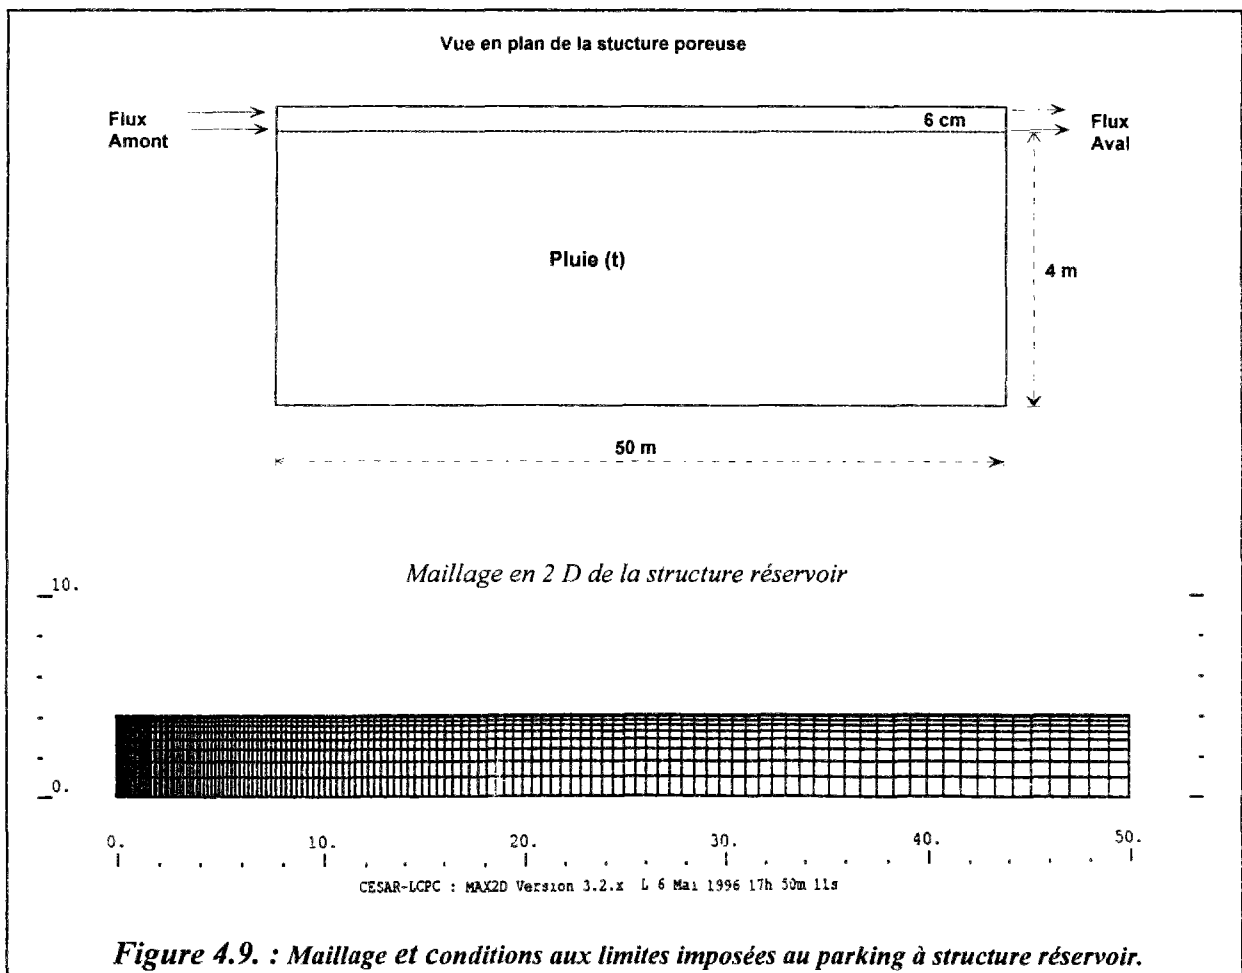 Vue en plan de la stucture poreuse
Flux
Amont
6 cm
Flux
Aval
Pluie (t)
4 m
50 m
Maillage en 2 D de la structure réservoir
10.
0.
0. 10. 20. 30. 40. 50.
CESAR-LCPC : MAX2D Version 3.2.x L 6 Mai 1996 17h 50m 11s
Figure 4.9. : Maillage et conditions aux limites imposées au parking à structure réservoir.